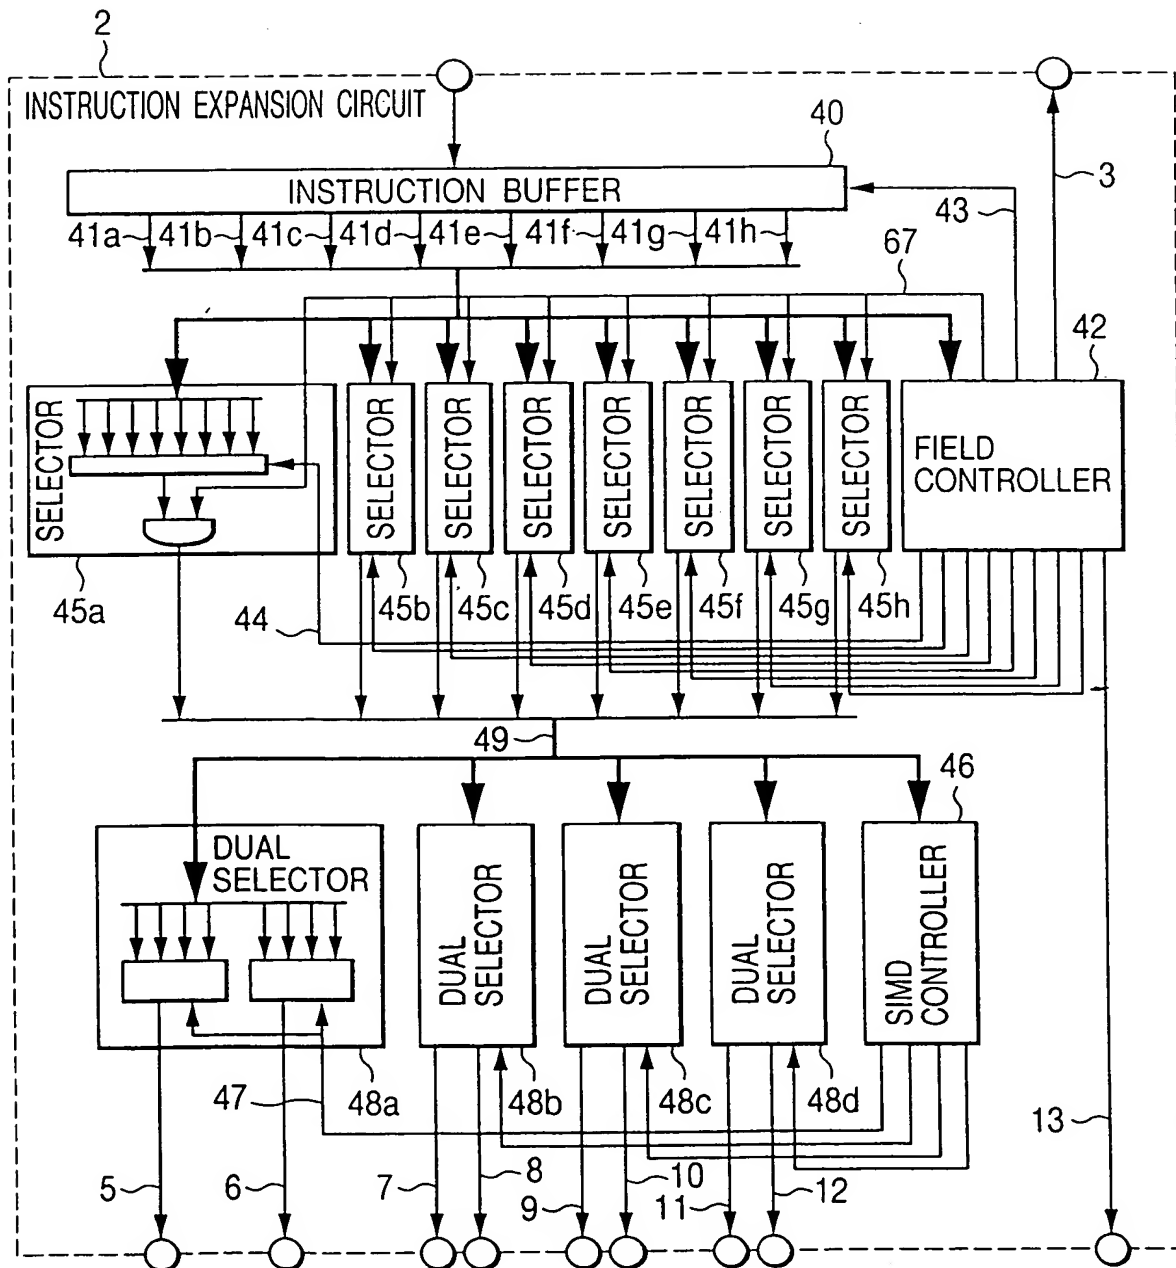 2
INSTRUCTION EXPANSION CIRCUIT
40
INSTRUCTION BUFFER
3
43
41a 41b 41c 41d 41e 41f 41g 41h
67
42
SELECTOR
SELECTOR
SELECTOR
SELECTOR
SELECTOR
SELECTOR
SELECTOR
SELECTOR
FIELD
CONTROLLER
45a
44
45b 45c 45d 45e 45f 45g 45h
49
46
DUAL
SELECTOR
DUAL
SELECTOR
DUAL
SELECTOR
DUAL
SELECTOR
SIMD
CONTROLLER
47
48a
48b
48c
48d
13
5
6
7
8
9
10
11
12